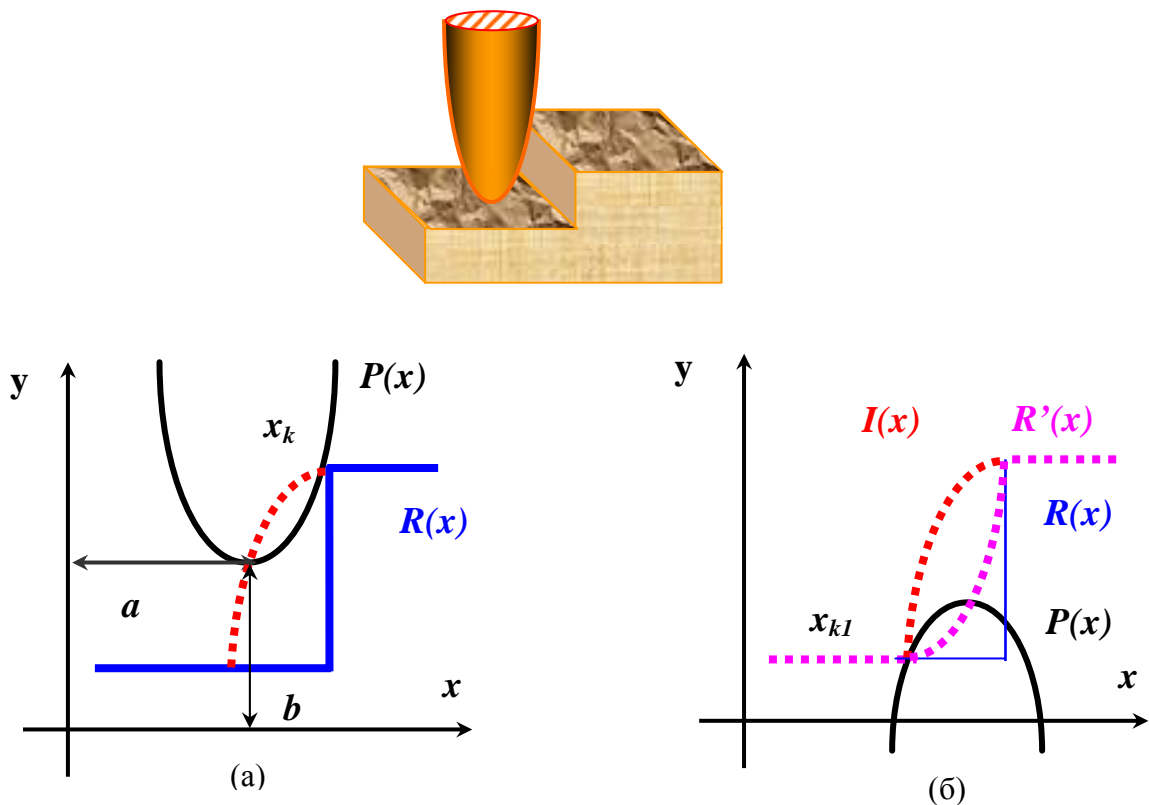 y
P(x)
x_k
R(x)
a
b
x
(а)
y
I(x)
R’(x)
R(x)
x_k1
P(x)
x
(б)